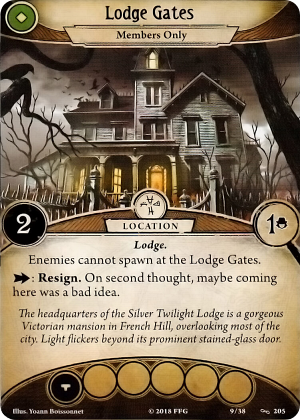 Lodge Gates
Members Only
2
1
LOCATION
Lodge.
Enemies cannot spawn at the Lodge Gates.
: Resign. On second thought, maybe coming
here was a bad idea.
The headquarters of the Silver Twilight Lodge is a gorgeous
Victorian mansion in French Hill, overlooking most of the
city. Light flickers beyond its prominent stained-glass door.
Illus. Yoann Boissonnet
© 2018 FFG
9/38
205